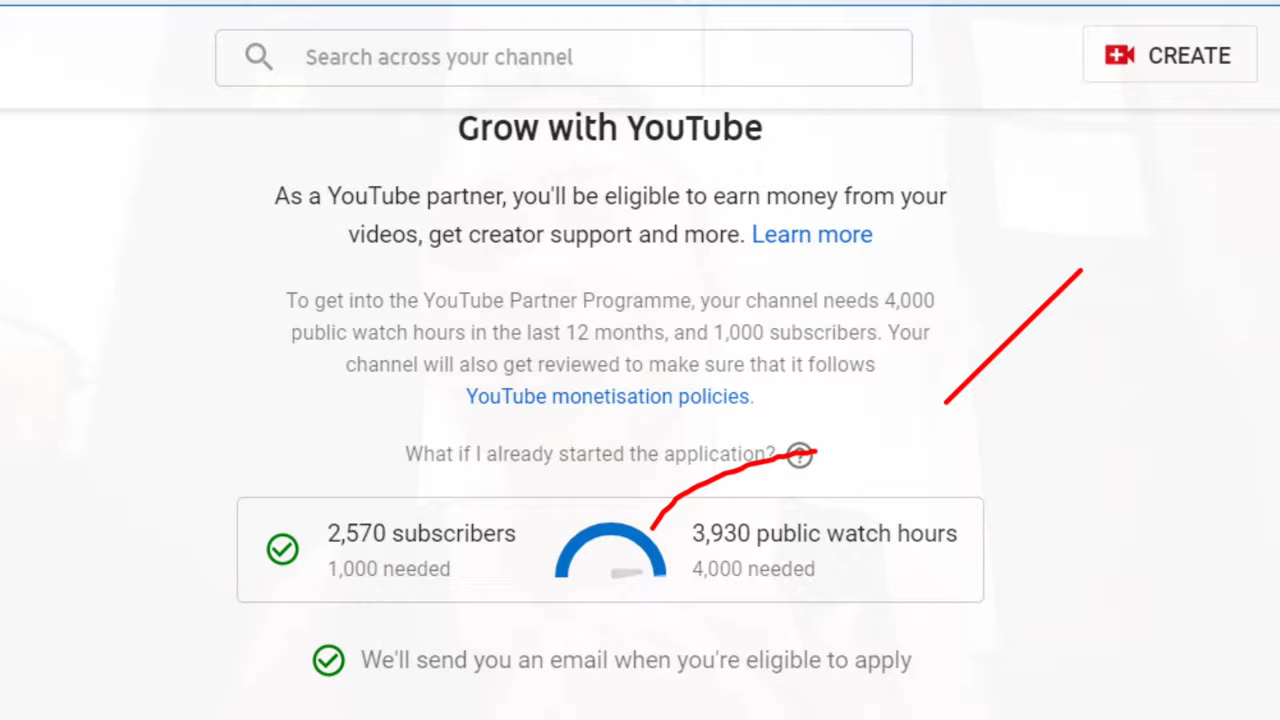 Search across your channel
CREATE
Grow with YouTube
As a YouTube partner, you'll be eligible to earn money from your
videos, get creator support and more. Learn more
To get into the YouTube Partner Programme, your channel needs 4,000
public watch hours in the last 12 months, and 1,000 subscribers. Your
channel will also get reviewed to make sure that it follows
YouTube monetisation policies.
What if I already started the application? ?
2,570 subscribers
1,000 needed
3,930 public watch hours
4,000 needed
We'll send you an email when you're eligible to apply